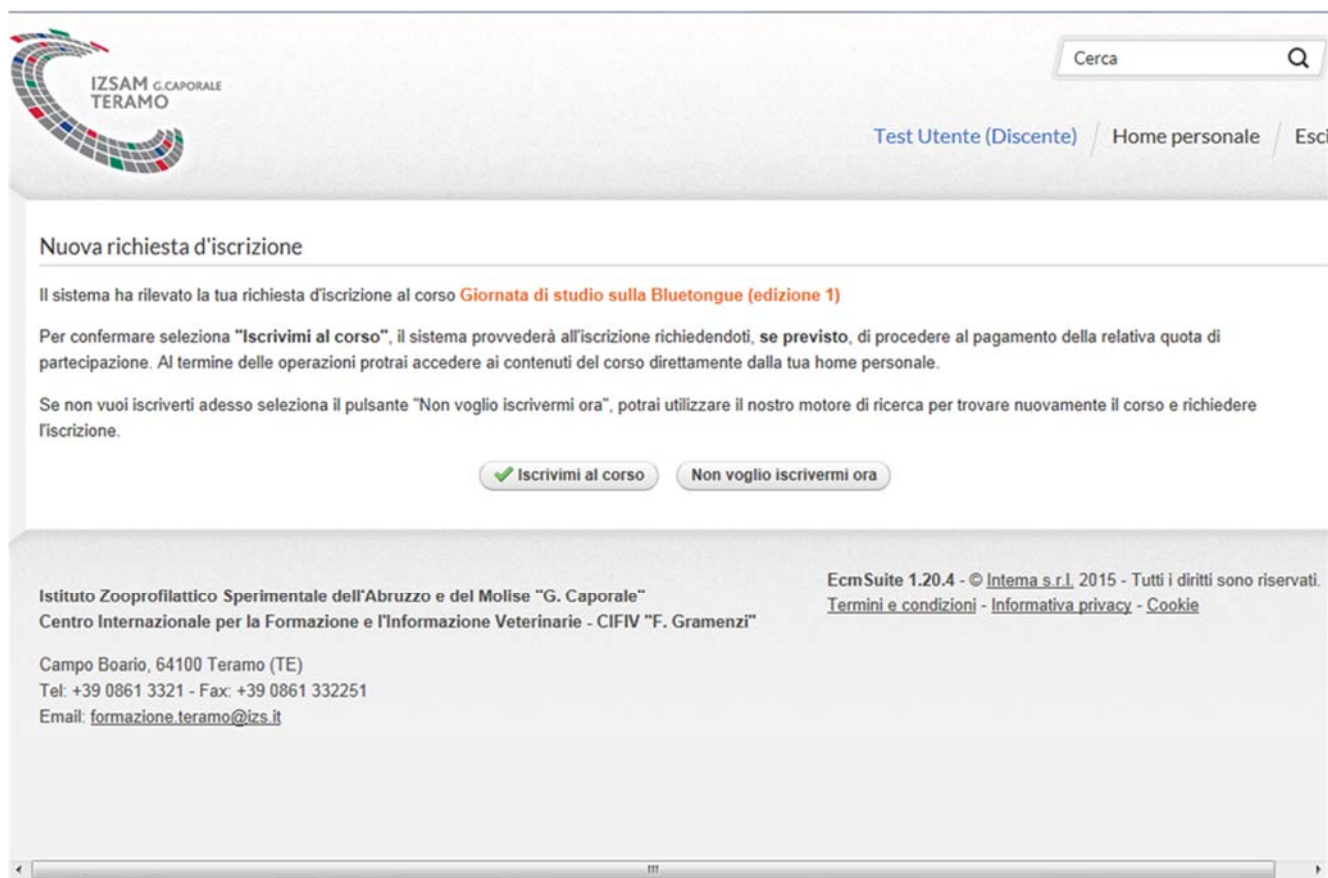 IZSAM G.CAPORALE
TERAMO
Cerca
Test Utente (Discente) / Home personale / Esci
Nuova richiesta d'iscrizione
Il sistema ha rilevato la tua richiesta d'iscrizione al corso Giornata di studio sulla Bluetongue (edizione 1)
Per confermare seleziona "Iscrivimi al corso", il sistema provvederà all'iscrizione richiedendoti, se previsto, di procedere al pagamento della relativa quota di
partecipazione. Al termine delle operazioni protrai accedere ai contenuti del corso direttamente dalla tua home personale.
Se non vuoi iscriverti adesso seleziona il pulsante "Non voglio iscrivermi ora", potrai utilizzare il nostro motore di ricerca per trovare nuovamente il corso e richiedere
l'iscrizione.
Iscrivimi al corso
Non voglio iscrivermi ora
Istituto Zooprofilattico Sperimentale dell'Abruzzo e del Molise "G. Caporale"
Centro Internazionale per la Formazione e l'Informazione Veterinarie - CIFIV "F. Gramenzi"
Campo Boario, 64100 Teramo (TE)
Tel: +39 0861 3321 - Fax: +39 0861 332251
Email: formazione.teramo@izs.it
EcmSuite 1.20.4 - © Intema s.r.l. 2015 - Tutti i diritti sono riservati.
Termini e condizioni - Informativa privacy - Cookie